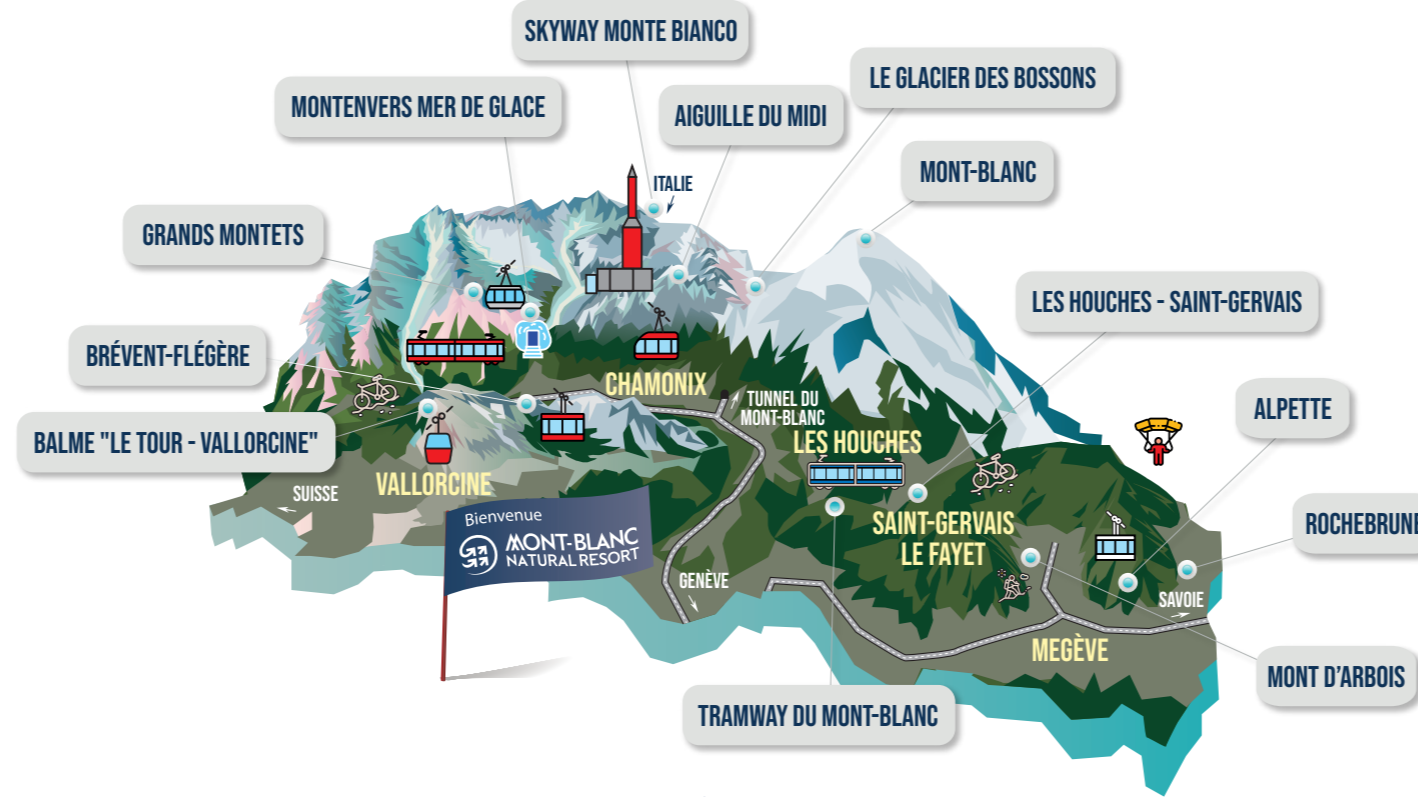 SKYWAY MONTE BIANCO
LE GLACIER DES BOSSONS
MONTENVERS MER DE GLACE
AIGUILLE DU MIDI
MONT-BLANC
ITALIE
GRANDS MONTETS
LES HOUCHES - SAINT-GERVAIS
BRÉVENT-FLÉGÈRE
CHAMONIX
TUNNEL DU
MONT-BLANC
ALPETTE
BALME "LE TOUR - VALLORCINE"
LES HOUCHES
VALLORCINE
SUISSE
Bienvenue
MONT-BLANC
NATURAL RESORT
SAINT-GERVAIS
LE FAYET
ROCHEBRUNE
GENÈVE
SAVOIE
MEGÈVE
MONT D'ARBOIS
TRAMWAY DU MONT-BLANC